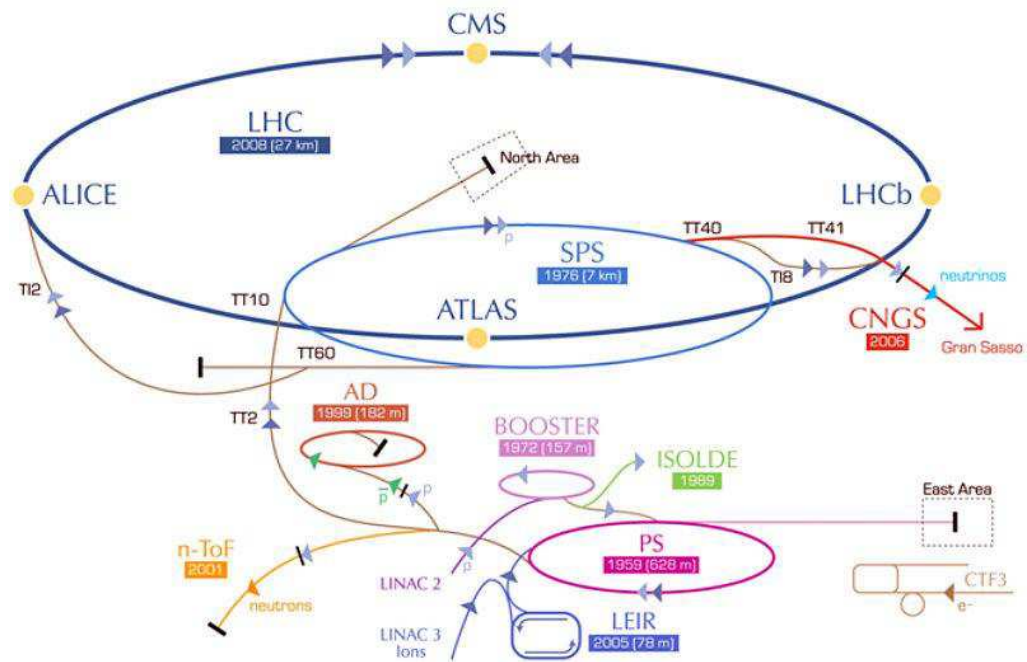 CMS
LHC
2008 (27 km)
North Area
ALICE
LHCb
TT40
TT41
SPS
1976 (7 km)
p
TI8
TI2
TT10
ATLAS
neutrinos
CNGS
2006
Gran Sasso
TT60
AD
1999 (182 m)
TT2
BOOSTER
1972 (157 m)
ISOLDE
1989
p̅
p
East Area
n-ToF
2001
PS
1959 (628 m)
p
LINAC 2
neutrons
CTF3
e-
LINAC 3
Ions
LEIR
2005 (78 m)